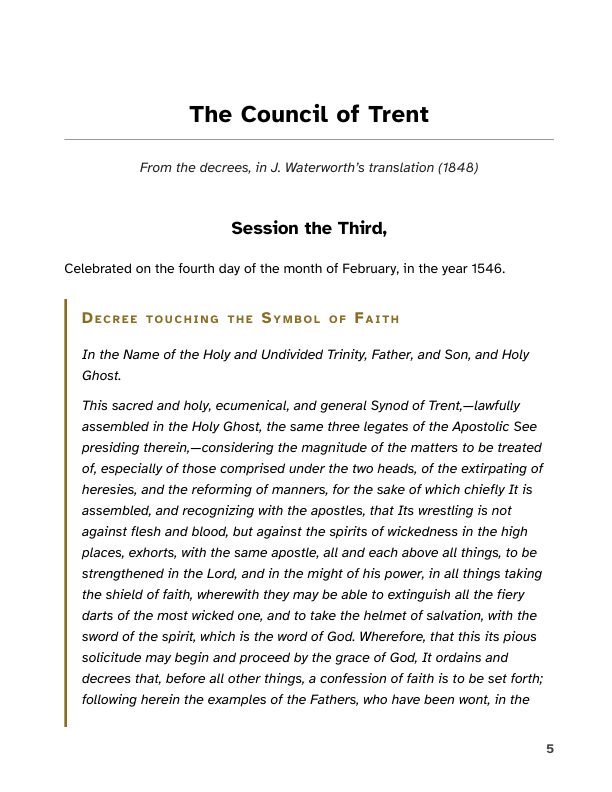 The Council of Trent
From the decrees, in J. Waterworth’s translation (1848)
Session the Third,
Celebrated on the fourth day of the month of February, in the year 1546.
Decree touching the Symbol of Faith
In the Name of the Holy and Undivided Trinity, Father, and Son, and Holy
Ghost.
This sacred and holy, ecumenical, and general Synod of Trent,—lawfully
assembled in the Holy Ghost, the same three legates of the Apostolic See
presiding therein,—considering the magnitude of the matters to be treated
of, especially of those comprised under the two heads, of the extirpating of
heresies, and the reforming of manners, for the sake of which chiefly It is
assembled, and recognizing with the apostles, that Its wrestling is not
against flesh and blood, but against the spirits of wickedness in the high
places, exhorts, with the same apostle, all and each above all things, to be
strengthened in the Lord, and in the might of his power, in all things taking
the shield of faith, wherewith they may be able to extinguish all the fiery
darts of the most wicked one, and to take the helmet of salvation, with the
sword of the spirit, which is the word of God. Wherefore, that this its pious
solicitude may begin and proceed by the grace of God, It ordains and
decrees that, before all other things, a confession of faith is to be set forth;
following herein the examples of the Fathers, who have been wont, in the
5